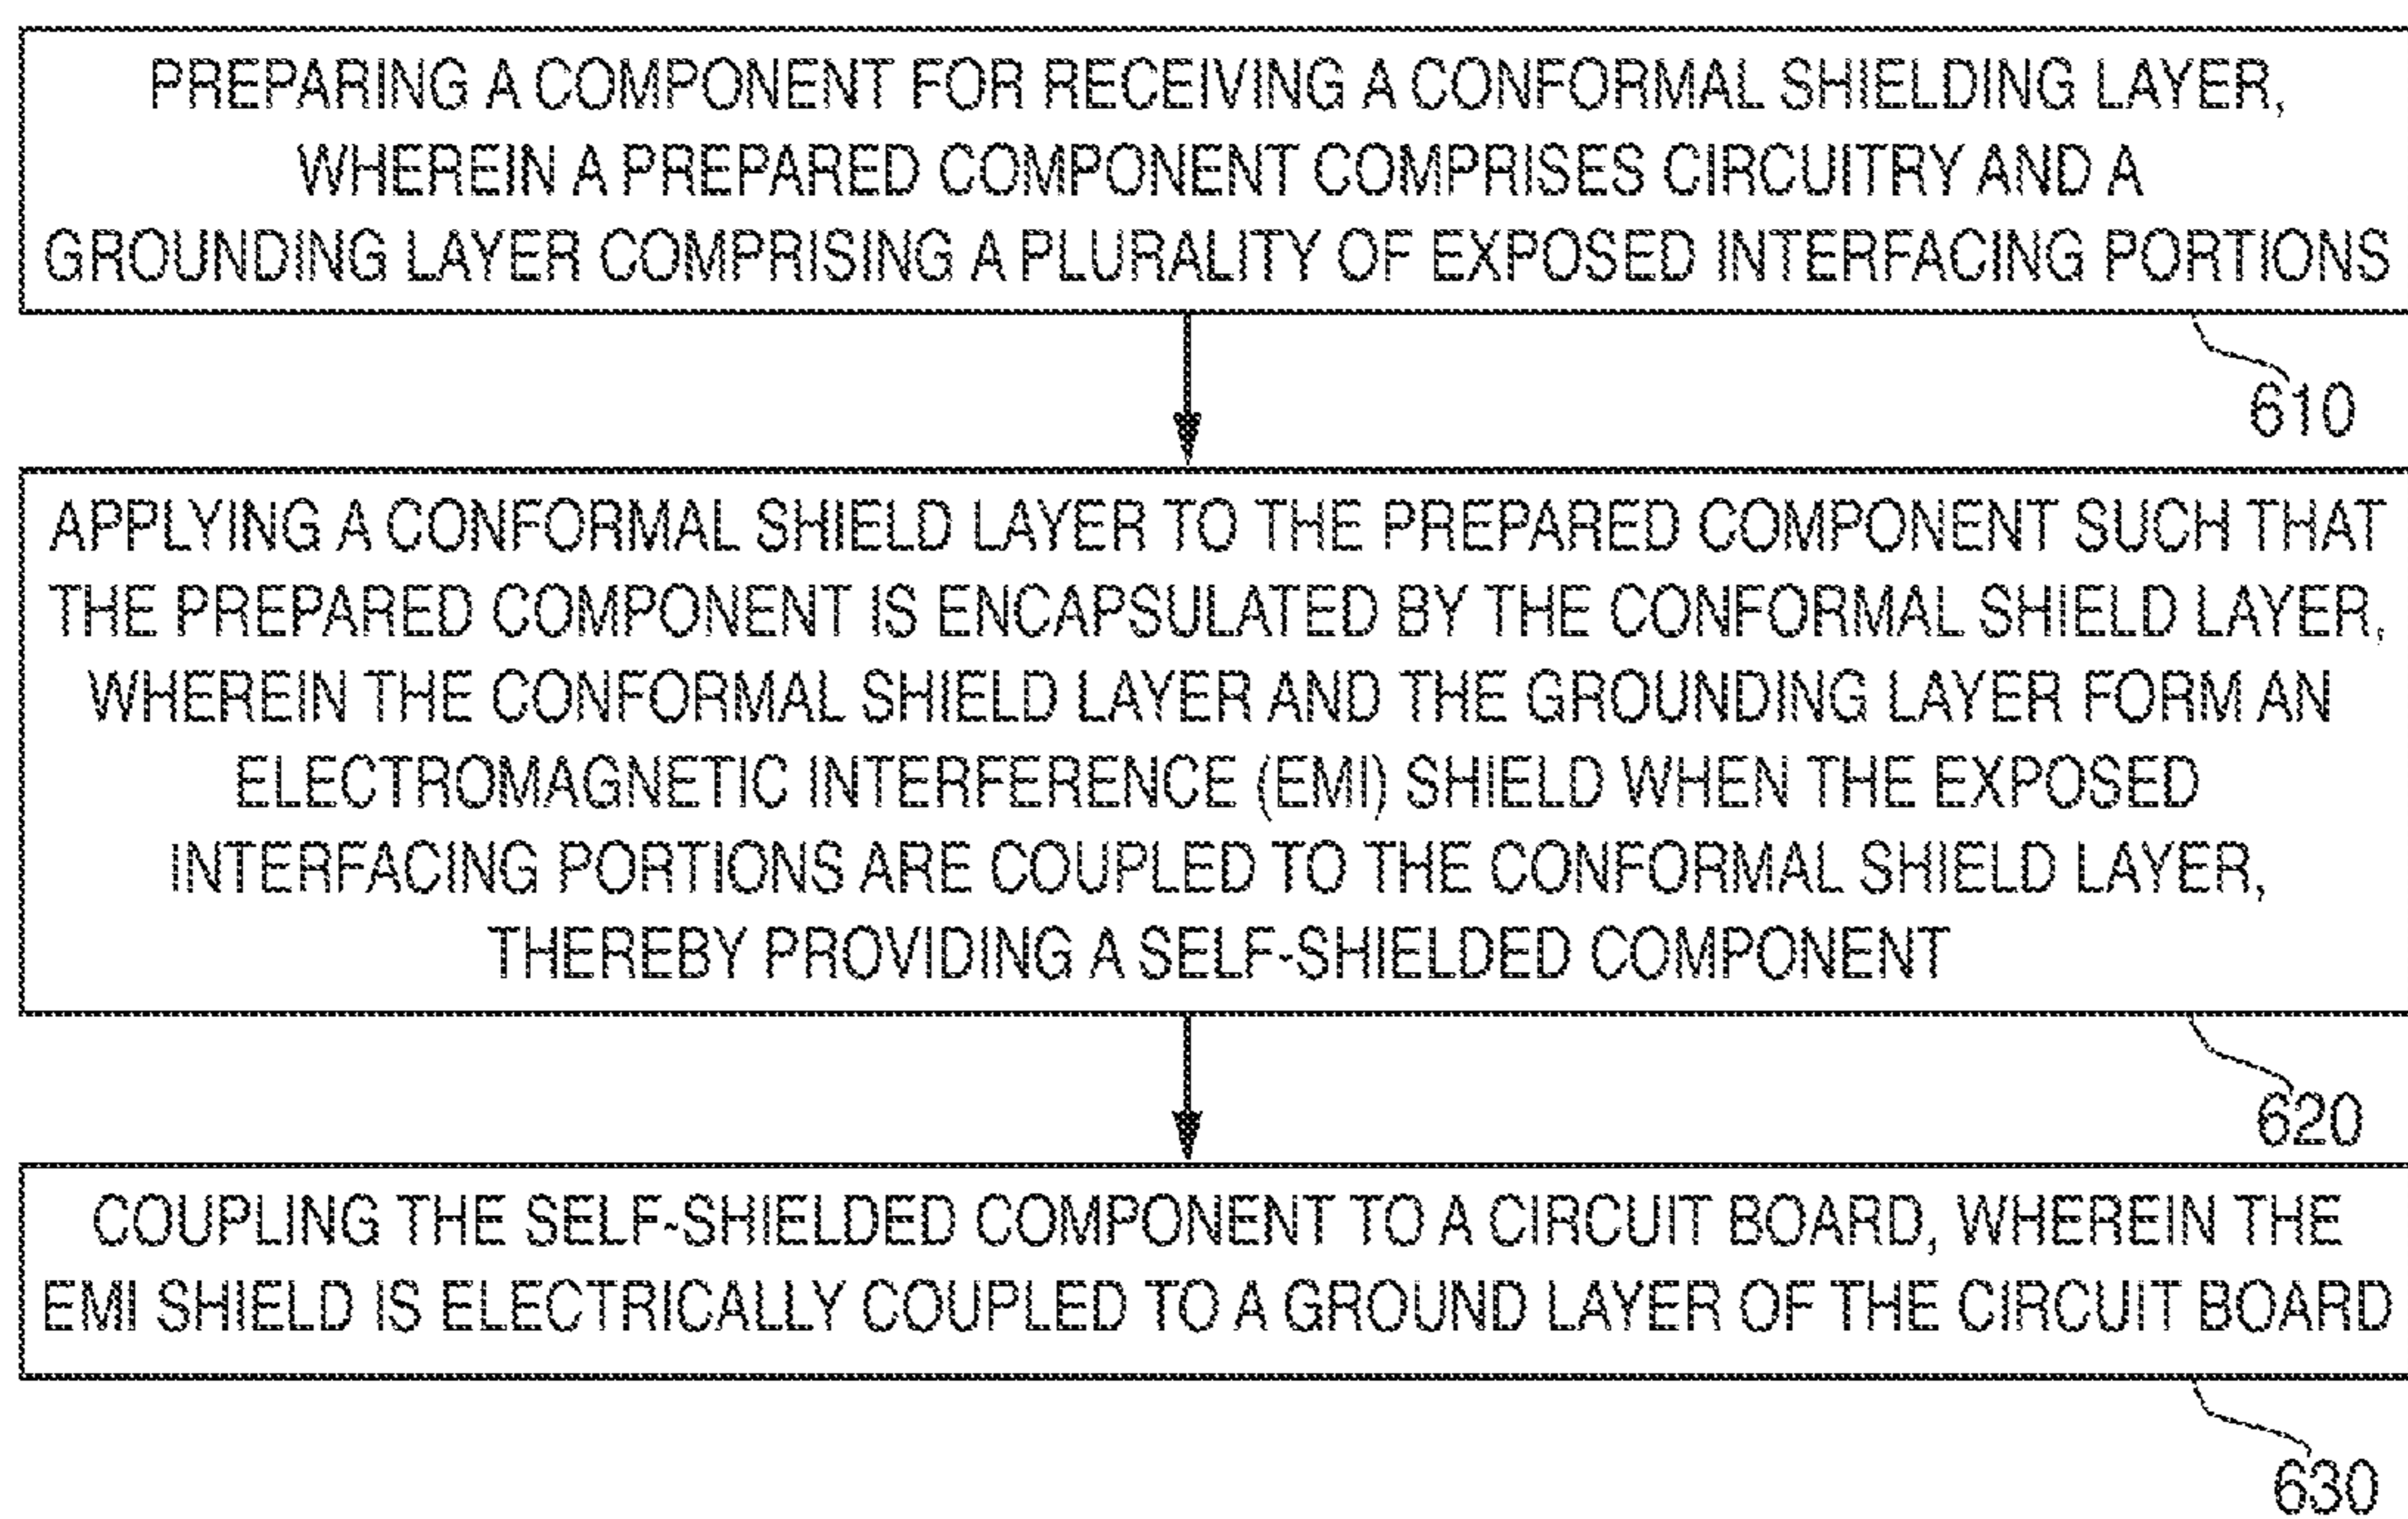 PREPARING A COMPONENT FOR RECEIVING A CONFORMAL SHIELDING LAYER,
WHEREIN A PREPARED COMPONENT COMPRISES CIRCUITRY AND A
GROUNDING LAYER COMPRISING A PLURALITY OF EXPOSED INTERFACING PORTIONS
610
APPLYING A CONFORMAL SHIELD LAYER TO THE PREPARED COMPONENT SUCH THAT
THE PREPARED COMPONENT IS ENCAPSULATED BY THE CONFORMAL SHIELD LAYER,
WHEREIN THE CONFORMAL SHIELD LAYER AND THE GROUNDING LAYER FORM AN
ELECTROMAGNETIC INTERFERENCE (EMI) SHIELD WHEN THE EXPOSED
INTERFACING PORTIONS ARE COUPLED TO THE CONFORMAL SHIELD LAYER,
THEREBY PROVIDING A SELF-SHIELDED COMPONENT
620
COUPLING THE SELF-SHIELDED COMPONENT TO A CIRCUIT BOARD, WHEREIN THE
EMI SHIELD IS ELECTRICALLY COUPLED TO A GROUND LAYER OF THE CIRCUIT BOARD
630